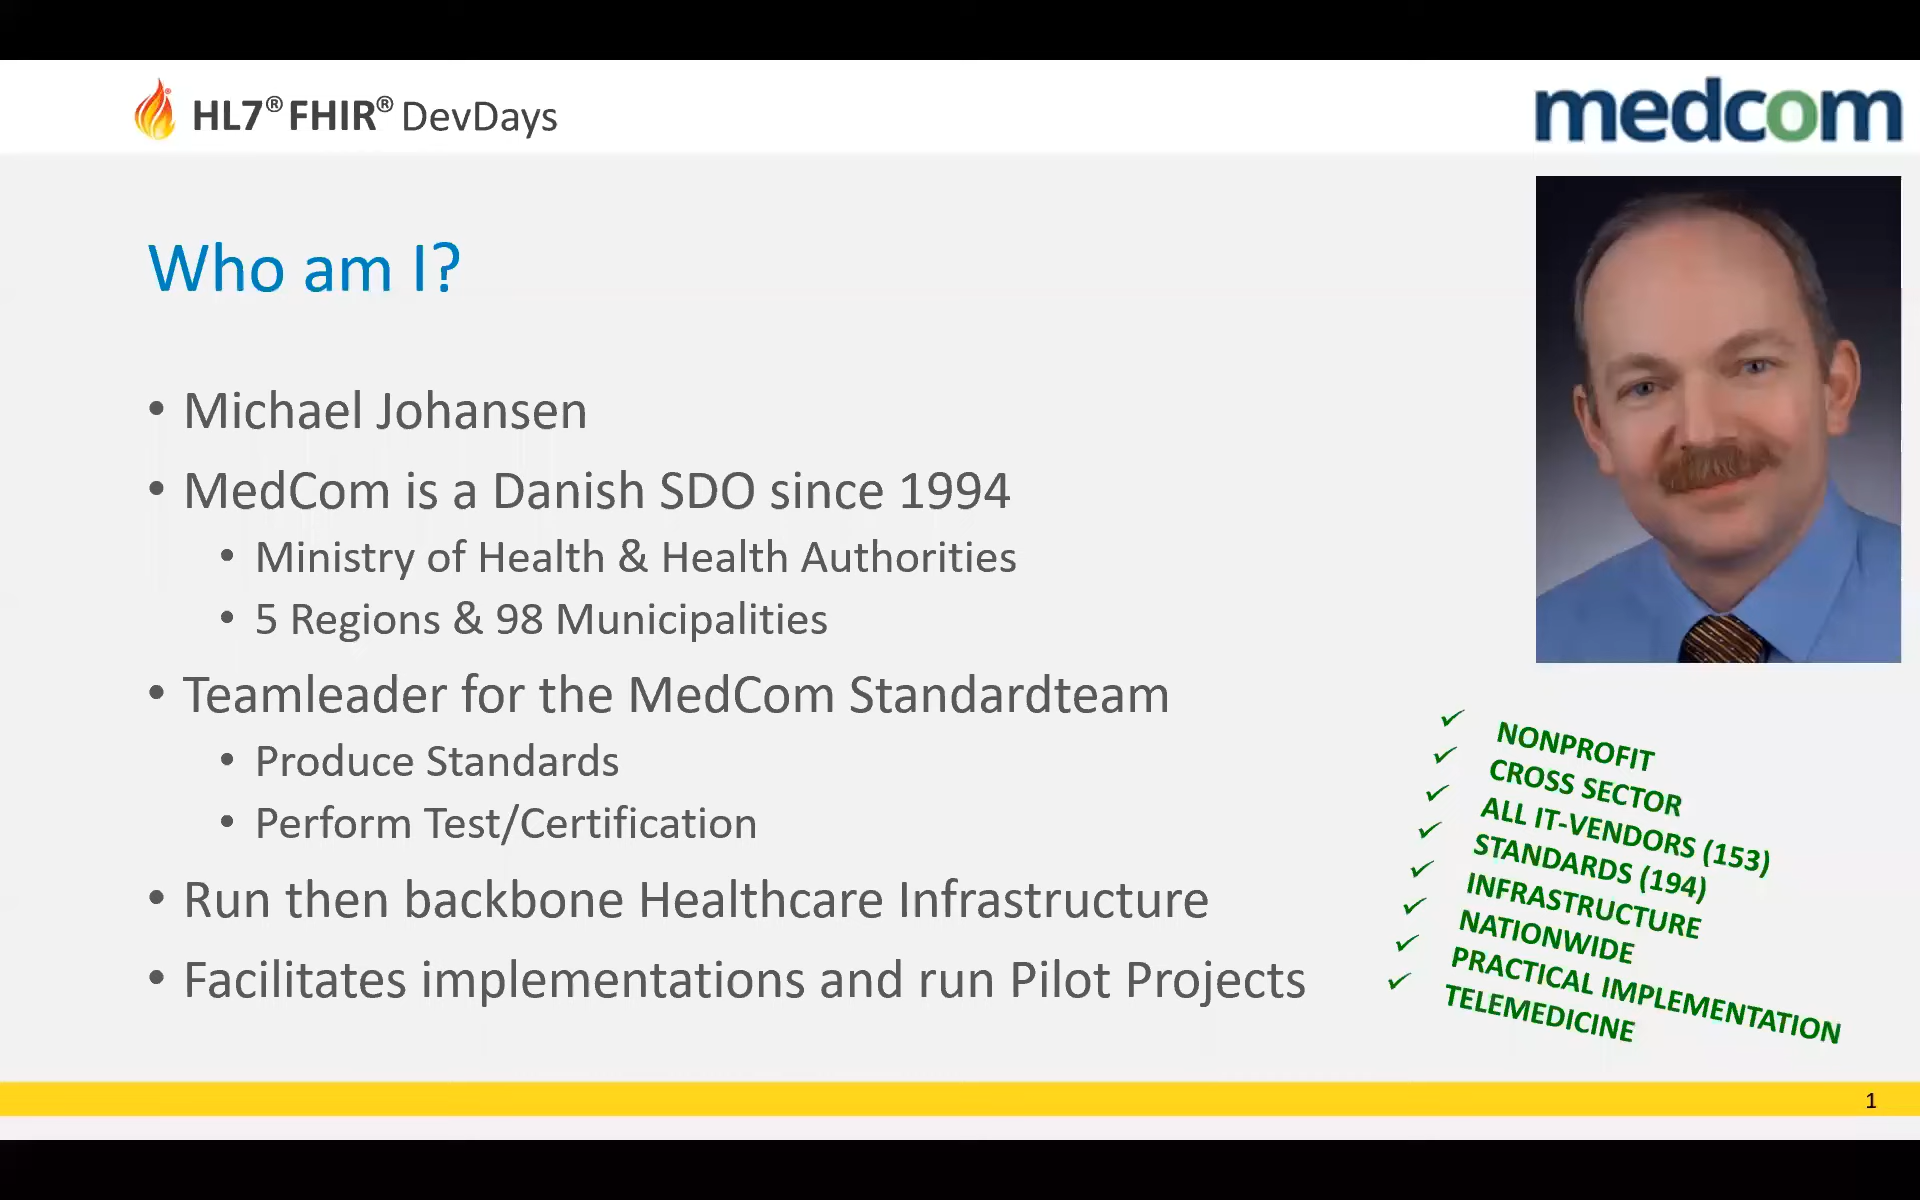 HL7® FHIR® DevDays
medcom
Who am I?
• Michael Johansen
• MedCom is a Danish SDO since 1994
• Ministry of Health & Health Authorities
• 5 Regions & 98 Municipalities
• Teamleader for the MedCom Standardteam
• Produce Standards
• Perform Test/Certification
• Run then backbone Healthcare Infrastructure
• Facilitates implementations and run Pilot Projects
✓ NONPROFIT
✓ CROSS SECTOR
✓ ALL IT-VENDORS (153)
✓ STANDARDS (194)
✓ INFRASTRUCTURE
✓ NATIONWIDE
✓ PRACTICAL IMPLEMENTATION
✓ TELEMEDICINE
1